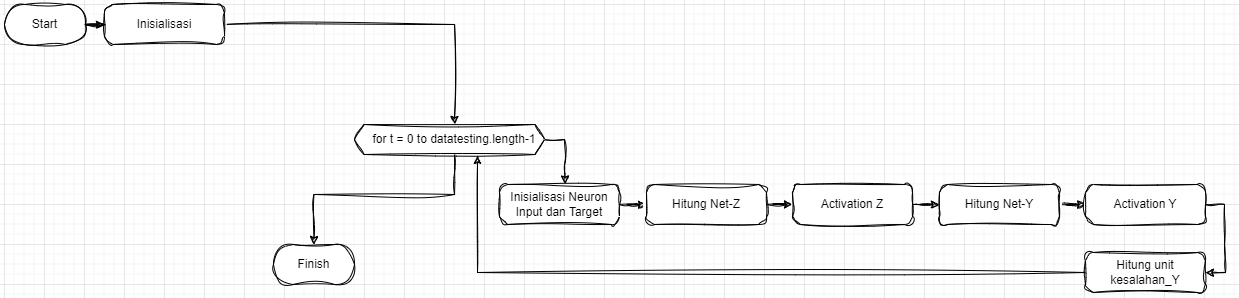 Start
Inisialisasi
for t = 0 to datatesting.length-1
Inisialisasi Neuron
Input dan Target
Hitung Net-Z
Activation Z
Hitung Net-Y
Activation Y
Hitung unit
kesalahan_Y
Finish